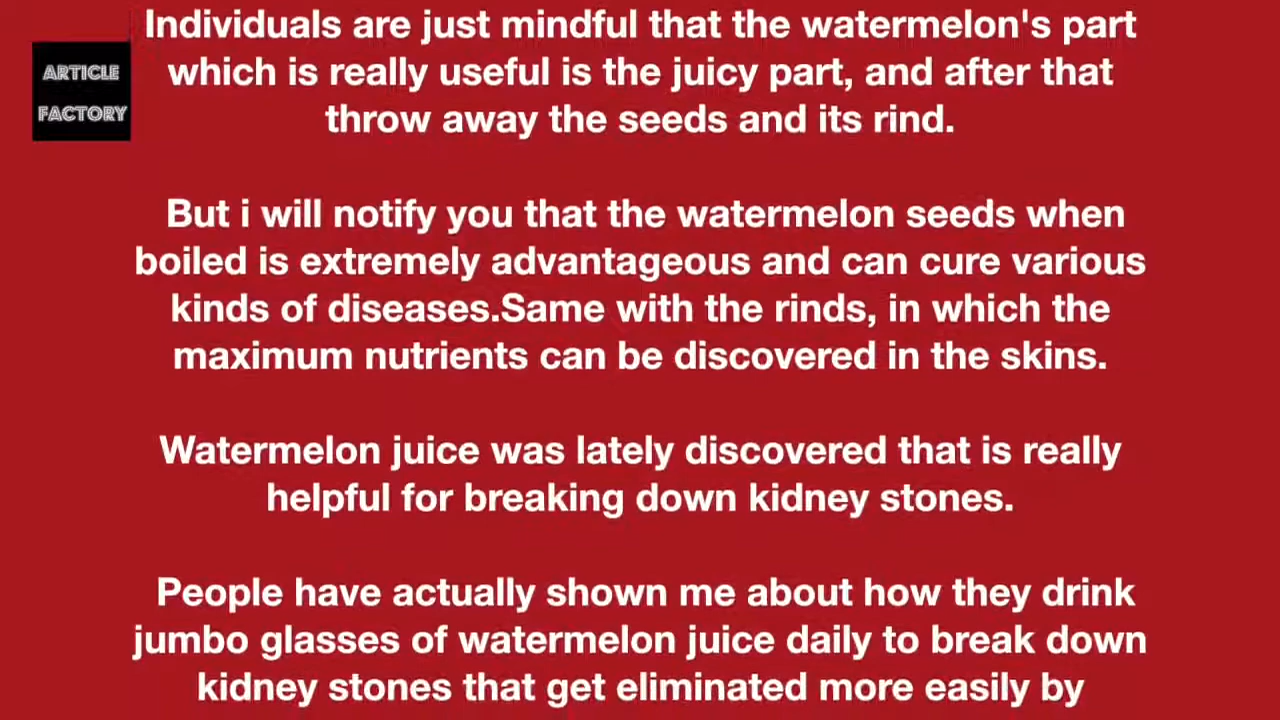 Individuals are just mindful that the watermelon's part
which is really useful is the juicy part, and after that
throw away the seeds and its rind.
ARTICLE
FACTORY
But i will notify you that the watermelon seeds when
boiled is extremely advantageous and can cure various
kinds of diseases.Same with the rinds, in which the
maximum nutrients can be discovered in the skins.
Watermelon juice was lately discovered that is really
helpful for breaking down kidney stones.
People have actually shown me about how they drink
jumbo glasses of watermelon juice daily to break down
kidney stones that get eliminated more easily by